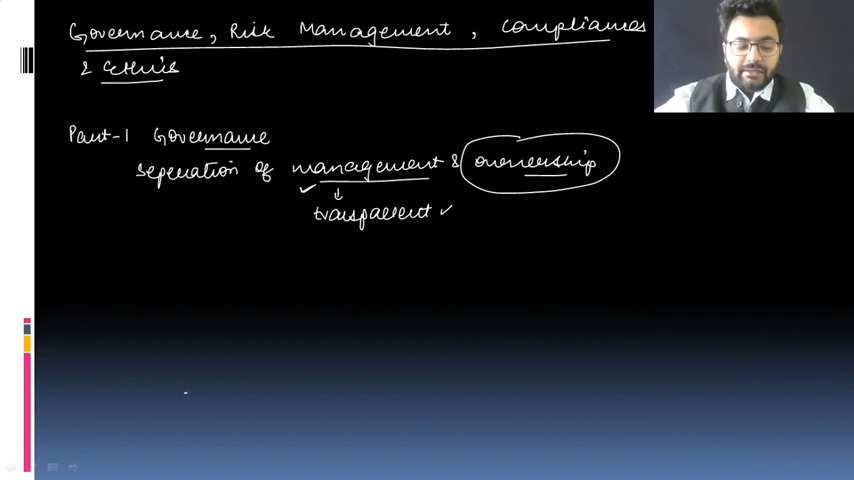 Governance, Risk Management, Compliances
& Ethics
Part-1 Governance
seperation of management & ownership
transparent